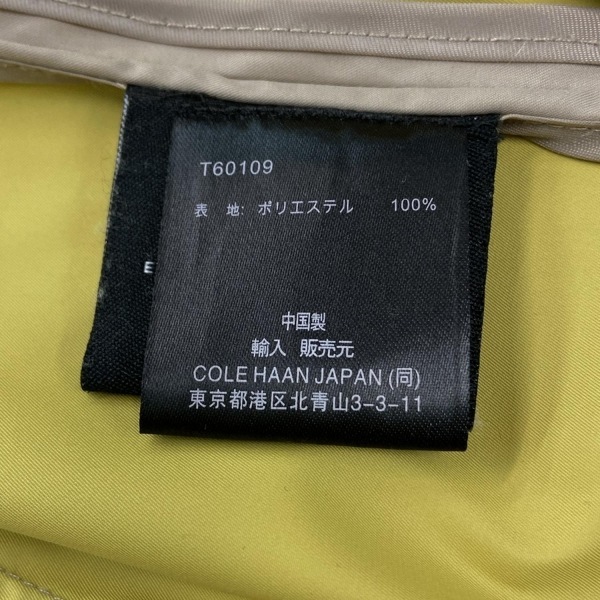 T60109
表 地: ポリエステル 100%
E
中国製
輸入 販売元
COLE HAAN JAPAN (同)
東京都港区北青山3-3-11